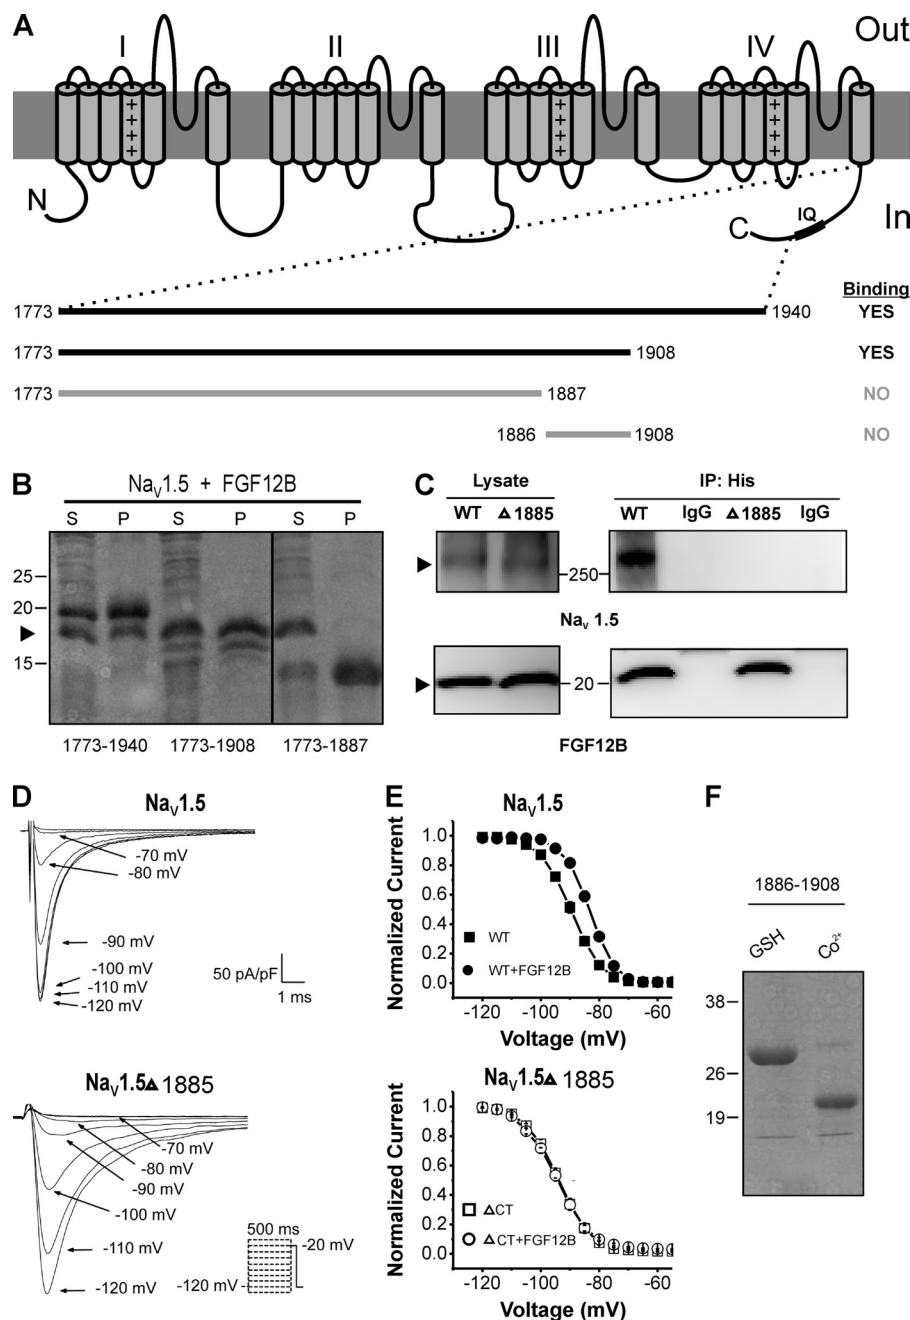 A
I II III IV Out
+ + + +
+ + + +
+ + + +
N
C
IQ
In
Binding
1773 1940 YES
1773 1908 YES
1773 1887 NO
1886 1908 NO
B
NaV1.5 + FGF12B
S P S P S P
25
20
15
1773-1940 1773-1908 1773-1887
C
Lysate IP: His
WT Δ1885 WT IgG Δ1885 IgG
250
Nav 1.5
20
FGF12B
D
NaV1.5
-70 mV
-80 mV
-90 mV
-100 mV
-110 mV
-120 mV
50 pA/pF
1 ms
NaV1.5Δ 1885
-70 mV
-80 mV
-90 mV
-100 mV
-110 mV
-120 mV
500 ms
-20 mV
-120 mV
E
NaV1.5
Normalized Current
1.0
0.8
0.6
0.4
0.2
0.0
WT
WT+FGF12B
-120 -100 -80 -60
Voltage (mV)
NaV1.5Δ 1885
Normalized Current
1.0
0.8
0.6
0.4
0.2
0.0
ΔCT
ΔCT+FGF12B
-120 -100 -80 -60
Voltage (mV)
F
1886-1908
GSH Co2+
38
26
19